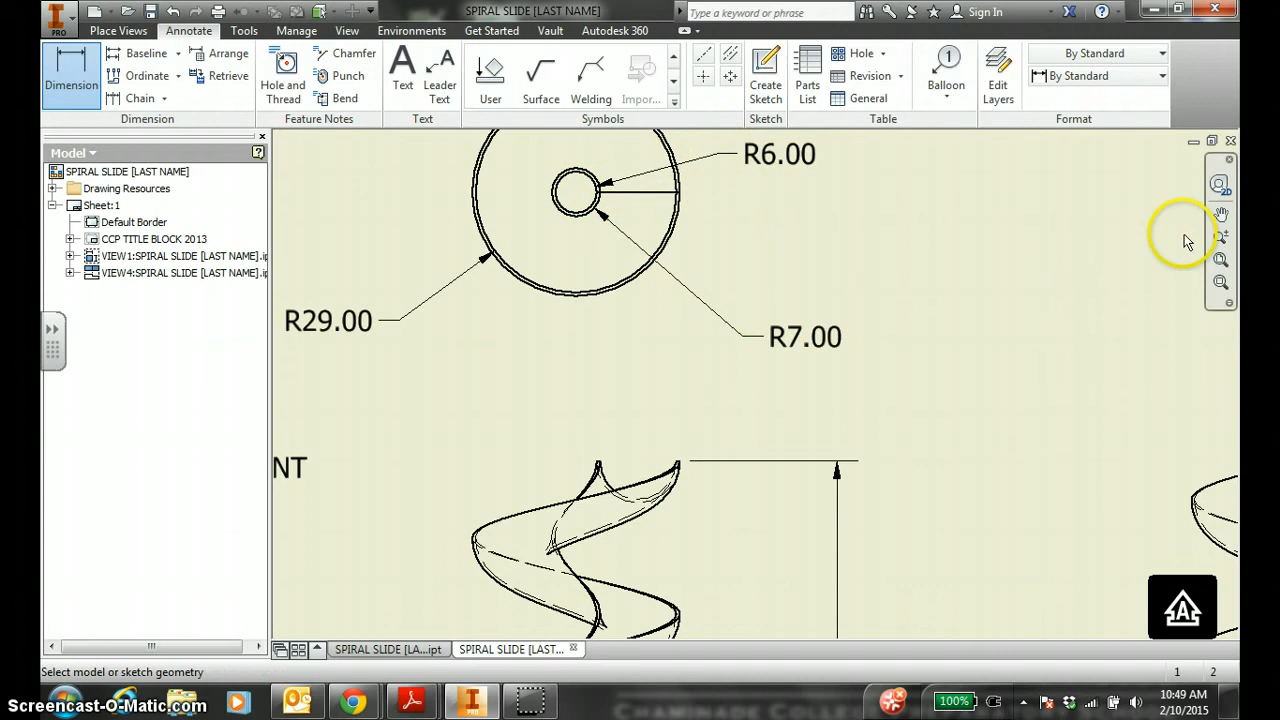 PRO
SPIRAL SLIDE [LAST NAME]
Type a keyword or phrase
Sign In
Place Views
Annotate
Tools
Manage
View
Environments
Get Started
Vault
Autodesk 360
Dimension
Baseline
Ordinate
Chain
Arrange
Retrieve
Dimension
Hole and
Thread
Chamfer
Punch
Bend
Feature Notes
Text
Leader
Text
Text
User
Surface
Welding
Impor...
Symbols
Create
Sketch
Sketch
Parts
List
Hole
Revision
General
Table
Balloon
Edit
Layers
By Standard
By Standard
Format
Model
SPIRAL SLIDE [LAST NAME]
Drawing Resources
Sheet:1
Default Border
CCP TITLE BLOCK 2013
VIEW1:SPIRAL SLIDE [LAST NAME].ip
VIEW4:SPIRAL SLIDE [LAST NAME].ip
R6.00
R29.00
R7.00
NT
2D
A
SPIRAL SLIDE [LA...ipt
SPIRAL SLIDE [LAST...
Select model or sketch geometry
1
2
Screencast-O-Matic.com
PRO
100%
10:49 AM
2/10/2015